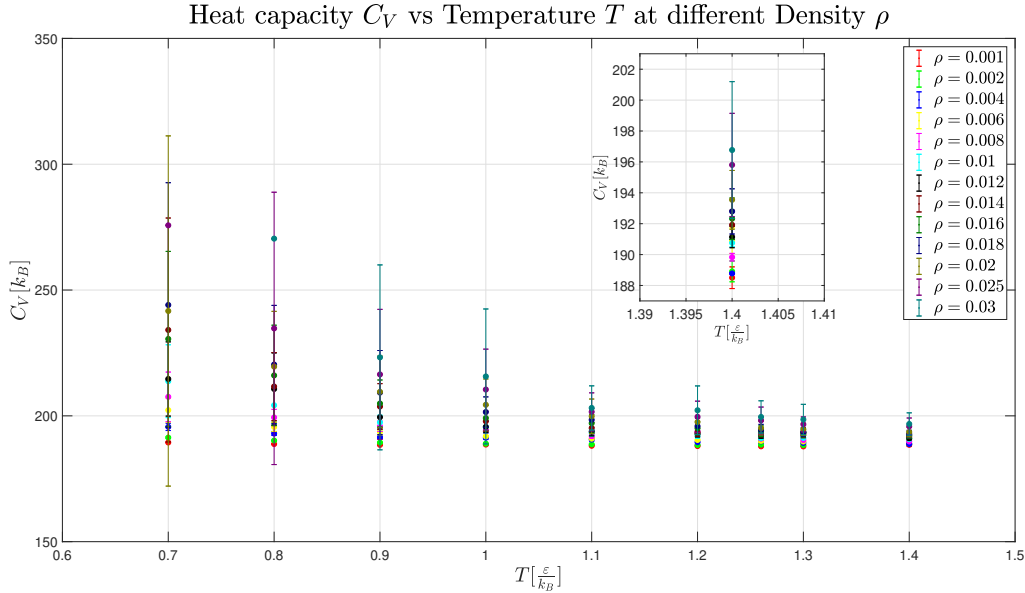 Heat capacity C_V vs Temperature T at different Density ρ
C_V[k_B]
350
300
250
200
150
0.6 0.7 0.8 0.9 1 1.1 1.2 1.3 1.4 1.5
T[ε/k_B]
C_V[k_B]
202
200
198
196
194
192
190
188
1.39 1.395 1.4 1.405 1.41
T[ε/k_B]
ρ = 0.001
ρ = 0.002
ρ = 0.004
ρ = 0.006
ρ = 0.008
ρ = 0.01
ρ = 0.012
ρ = 0.014
ρ = 0.016
ρ = 0.018
ρ = 0.02
ρ = 0.025
ρ = 0.03